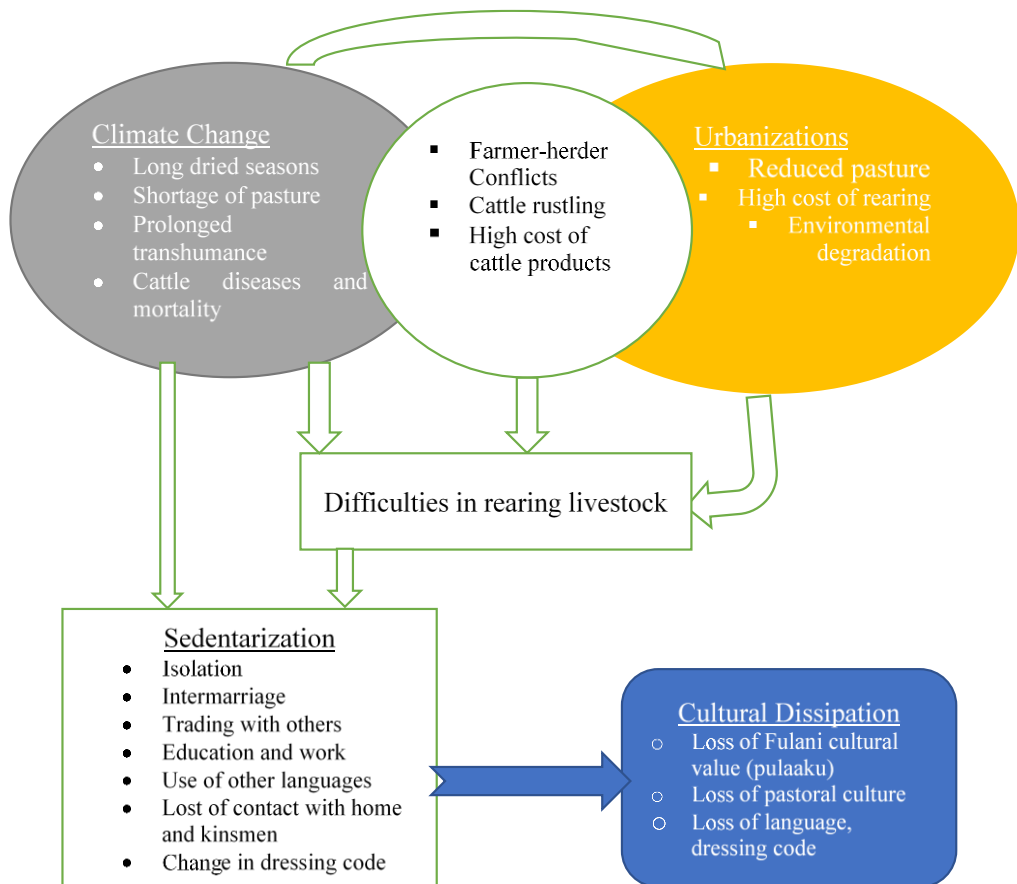 Climate Change
● Long dried seasons
● Shortage of pasture
● Prolonged
transhumance
● Cattle diseases and
mortality
▪ Farmer-herder
Conflicts
▪ Cattle rustling
▪ High cost of
cattle products
Urbanizations
▪ Reduced pasture
▪ High cost of rearing
▪ Environmental
degradation
Difficulties in rearing livestock
Sedentarization
● Isolation
● Intermarriage
● Trading with others
● Education and work
● Use of other languages
● Lost of contact with home
and kinsmen
● Change in dressing code
Cultural Dissipation
○ Loss of Fulani cultural
value (pulaaku)
○ Loss of pastoral culture
○ Loss of language,
dressing code